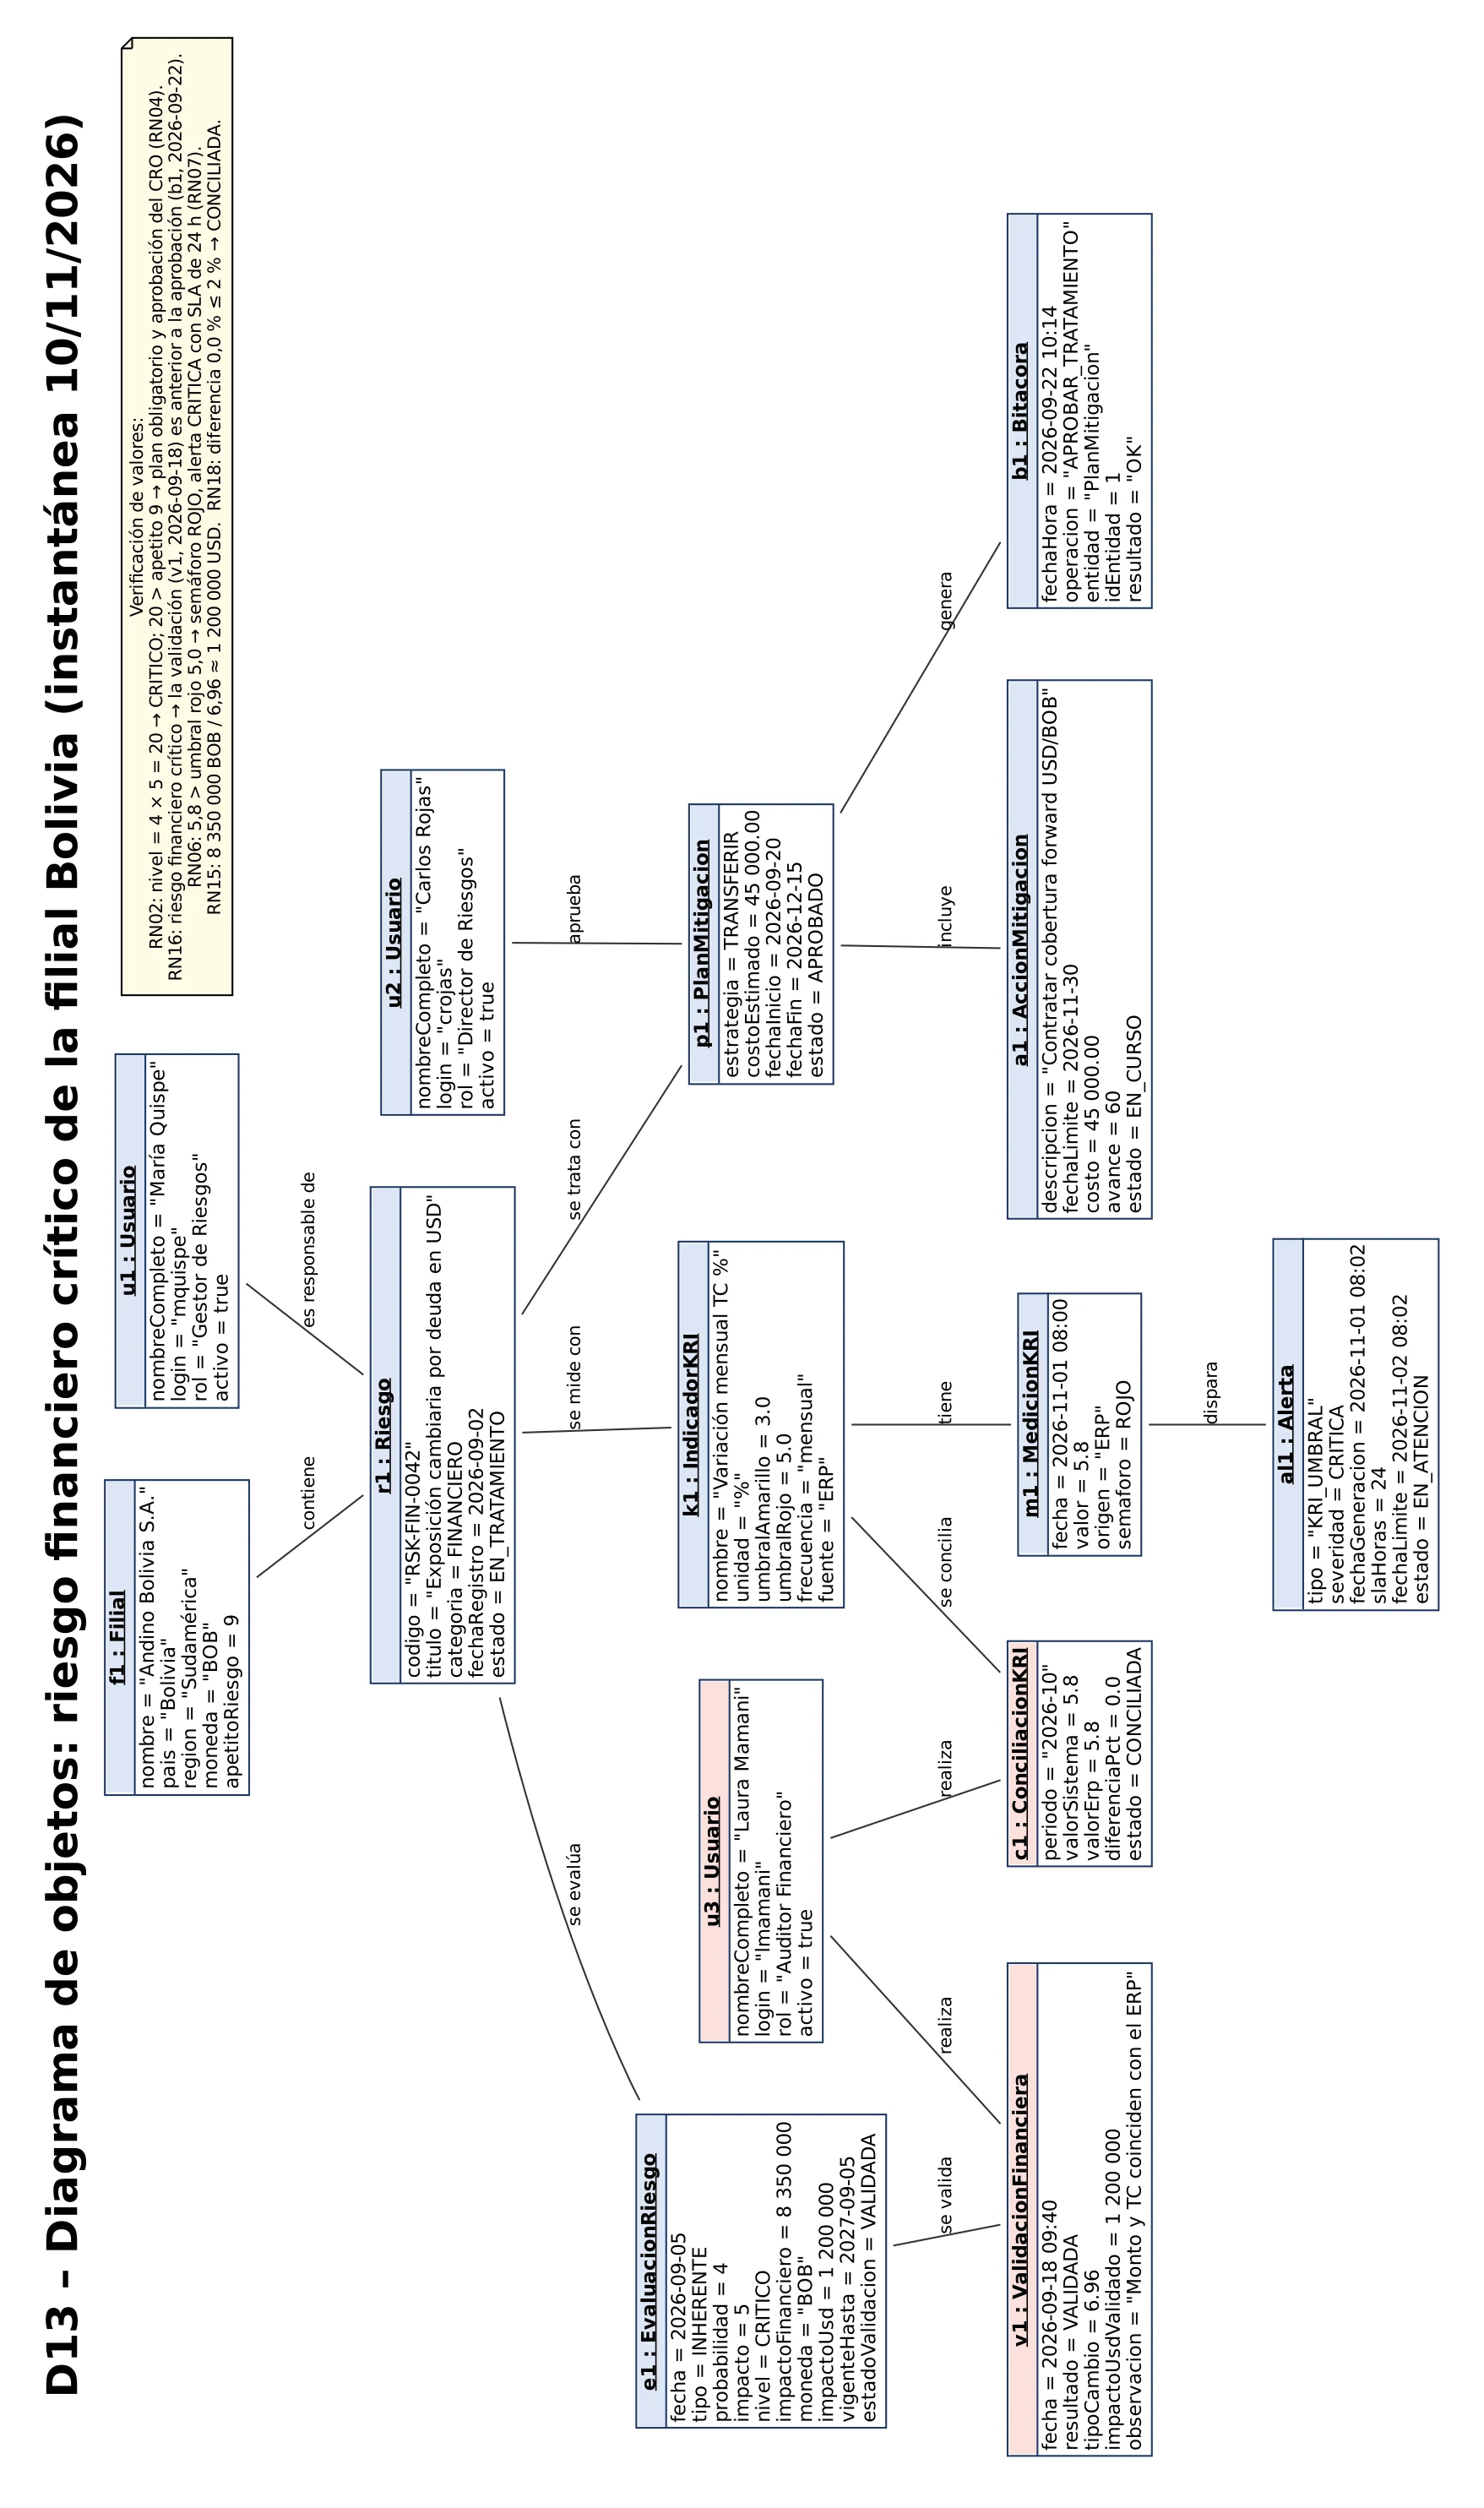 D13 – Diagrama de objetos: riesgo financiero crítico de la filial Bolivia (instantánea 10/11/2026)
f1 : Filial
nombre = "Andino Bolivia S.A."
pais = "Bolivia"
region = "Sudamérica"
moneda = "BOB"
apetitoRiesgo = 9
u1 : Usuario
nombreCompleto = "María Quispe"
login = "mquispe"
rol = "Gestor de Riesgos"
activo = true
Verificación de valores:
RN02: nivel = 4 × 5 = 20 → CRITICO; 20 > apetito 9 → plan obligatorio y aprobación del CRO (RN04).
RN16: riesgo financiero crítico → la validación (v1, 2026-09-18) es anterior a la aprobación (b1, 2026-09-22).
RN06: 5,8 > umbral rojo 5,0 → semáforo ROJO, alerta CRITICA con SLA de 24 h (RN07).
RN15: 8 350 000 BOB / 6,96 ≈ 1 200 000 USD.  RN18: diferencia 0,0 % ≤ 2 % → CONCILIADA.
contiene
es responsable de
r1 : Riesgo
codigo = "RSK-FIN-0042"
titulo = "Exposición cambiaria por deuda en USD"
categoria = FINANCIERO
fechaRegistro = 2026-09-02
estado = EN_TRATAMIENTO
u2 : Usuario
nombreCompleto = "Carlos Rojas"
login = "crojas"
rol = "Director de Riesgos"
activo = true
se evalúa
se mide con
se trata con
aprueba
e1 : EvaluacionRiesgo
fecha = 2026-09-05
tipo = INHERENTE
probabilidad = 4
impacto = 5
nivel = CRITICO
impactoFinanciero = 8 350 000
moneda = "BOB"
impactoUsd = 1 200 000
vigenteHasta = 2027-09-05
estadoValidacion = VALIDADA
u3 : Usuario
nombreCompleto = "Laura Mamani"
login = "lmamani"
rol = "Auditor Financiero"
activo = true
k1 : IndicadorKRI
nombre = "Variación mensual TC %"
unidad = "%"
umbralAmarillo = 3.0
umbralRojo = 5.0
frecuencia = "mensual"
fuente = "ERP"
p1 : PlanMitigacion
estrategia = TRANSFERIR
costoEstimado = 45 000.00
fechaInicio = 2026-09-20
fechaFin = 2026-12-15
estado = APROBADO
se valida
realiza
realiza
se concilia
tiene
incluye
genera
v1 : ValidacionFinanciera
fecha = 2026-09-18 09:40
resultado = VALIDADA
tipoCambio = 6.96
impactoUsdValidado = 1 200 000
observacion = "Monto y TC coinciden con el ERP"
c1 : ConciliacionKRI
periodo = "2026-10"
valorSistema = 5.8
valorErp = 5.8
diferenciaPct = 0.0
estado = CONCILIADA
m1 : MedicionKRI
fecha = 2026-11-01 08:00
valor = 5.8
origen = "ERP"
semaforo = ROJO
a1 : AccionMitigacion
descripcion = "Contratar cobertura forward USD/BOB"
fechaLimite = 2026-11-30
costo = 45 000.00
avance = 60
estado = EN_CURSO
b1 : Bitacora
fechaHora = 2026-09-22 10:14
operacion = "APROBAR_TRATAMIENTO"
entidad = "PlanMitigacion"
idEntidad = 1
resultado = "OK"
dispara
al1 : Alerta
tipo = "KRI_UMBRAL"
severidad = CRITICA
fechaGeneracion = 2026-11-01 08:02
slaHoras = 24
fechaLimite = 2026-11-02 08:02
estado = EN_ATENCION